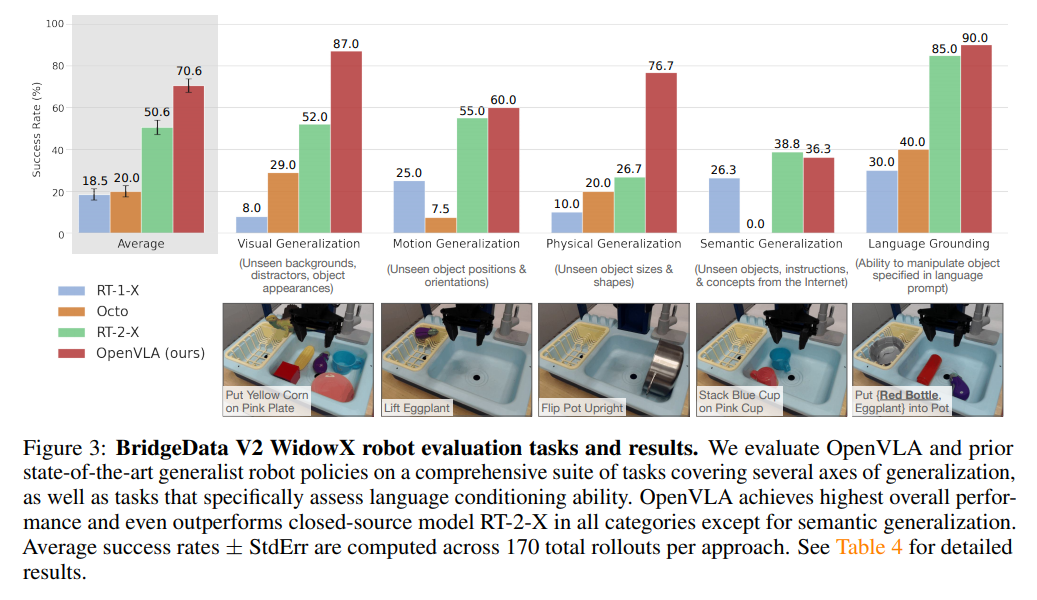 100
80
60
40
20
0
Success Rate (%)
18.5 20.0 50.6 70.6
8.0 29.0 52.0 87.0
25.0 7.5 55.0 60.0
10.0 20.0 26.7 76.7
26.3 0.0 38.8 36.3
30.0 40.0 85.0 90.0
Average
Visual Generalization
(Unseen backgrounds,
distractors, object
appearances)
Motion Generalization
(Unseen object positions &
orientations)
Physical Generalization
(Unseen object sizes &
shapes)
Semantic Generalization
(Unseen objects, instructions,
& concepts from the Internet)
Language Grounding
(Ability to manipulate object
specified in language
prompt)
RT-1-X
Octo
RT-2-X
OpenVLA (ours)
Put Yellow Corn
on Pink Plate
Lift Eggplant
Flip Pot Upright
Stack Blue Cup
on Pink Cup
Put {Red Bottle,
Eggplant} into Pot
Figure 3: BridgeData V2 WidowX robot evaluation tasks and results. We evaluate OpenVLA and prior
state-of-the-art generalist robot policies on a comprehensive suite of tasks covering several axes of generalization,
as well as tasks that specifically assess language conditioning ability. OpenVLA achieves highest overall perfor-
mance and even outperforms closed-source model RT-2-X in all categories except for semantic generalization.
Average success rates ± StdErr are computed across 170 total rollouts per approach. See Table 4 for detailed
results.